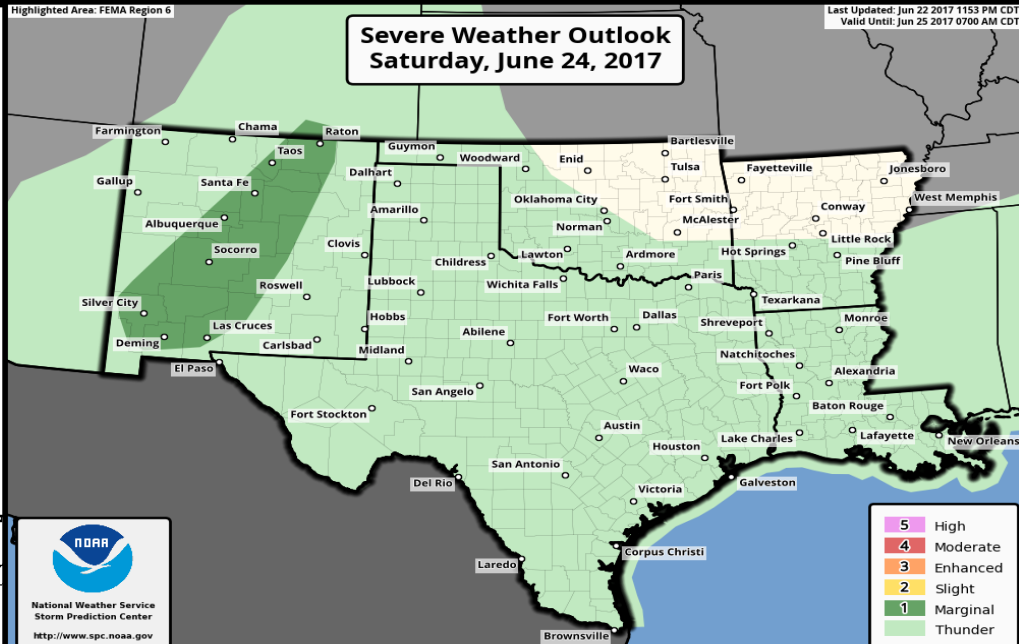 Highlighted Area: FEMA Region 6
Last Updated: Jun 22 2017 1153 PM CDT
Valid Until: Jun 25 2017 0700 AM CDT
Severe Weather Outlook
Saturday, June 24, 2017
Farmington
Chama
Raton
Taos
Guymon
Woodward
Enid
Bartlesville
Tulsa
Fayetteville
Jonesboro
Gallup
Santa Fe
Dalhart
Amarillo
Oklahoma City
Fort Smith
West Memphis
Albuquerque
Norman
McAlester
Conway
Socorro
Clovis
Childress
Lawton
Ardmore
Hot Springs
Little Rock
Pine Bluff
Silver City
Roswell
Lubbock
Wichita Falls
Paris
Texarkana
Deming
Las Cruces
Carlsbad
Hobbs
Midland
Abilene
Fort Worth
Dallas
Shreveport
Monroe
El Paso
Natchitoches
Alexandria
San Angelo
Waco
Fort Polk
Fort Stockton
Baton Rouge
Austin
Houston
Lake Charles
Lafayette
New Orleans
Del Rio
San Antonio
Victoria
Galveston
Laredo
Corpus Christi
Brownsville
NOAA
National Weather Service
Storm Prediction Center
http://www.spc.noaa.gov
5 High
4 Moderate
3 Enhanced
2 Slight
1 Marginal
Thunder